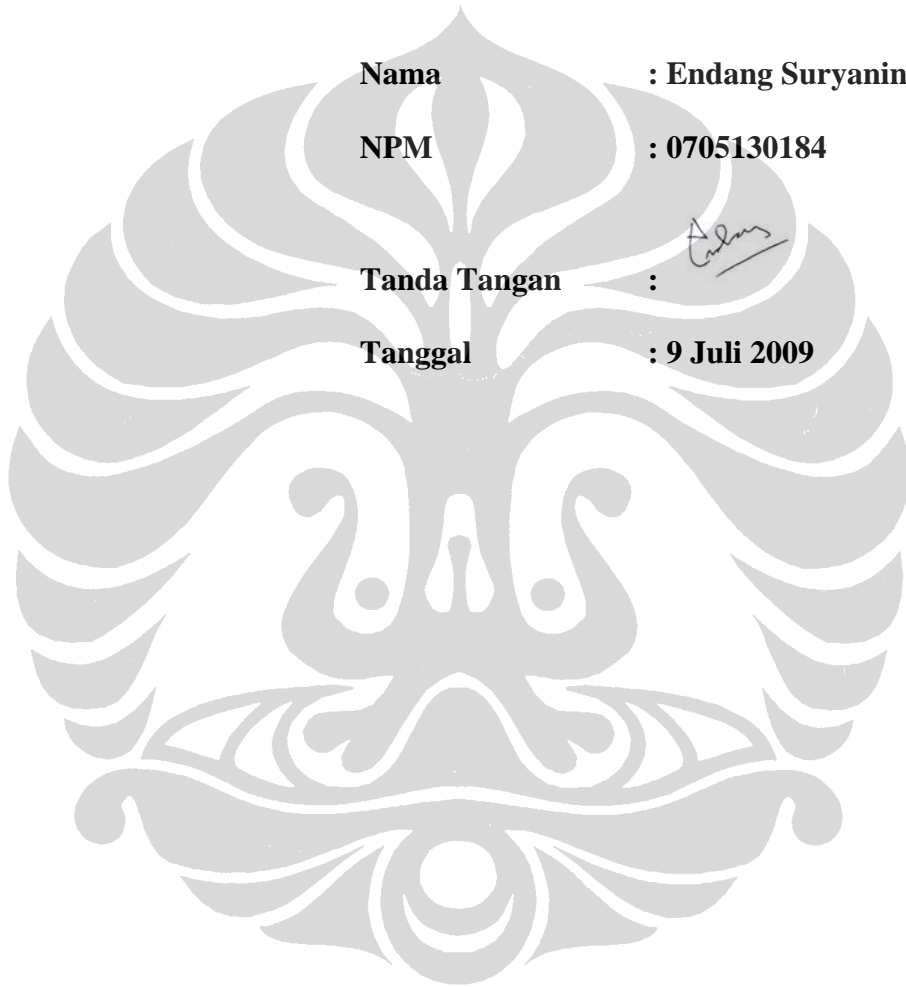 Nama : Endang Suryanin
NPM : 0705130184
Tanda Tangan :
Tanggal : 9 Juli 2009